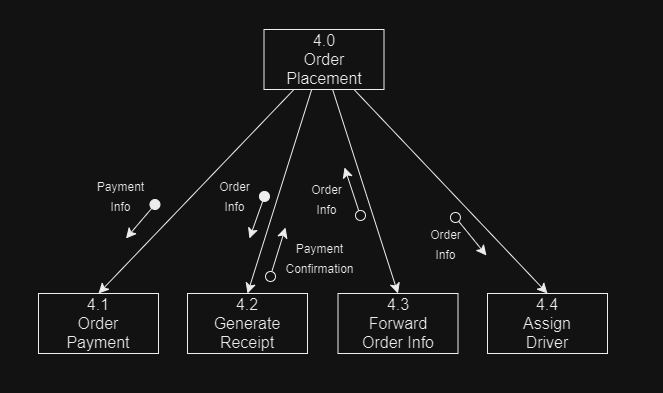 4.0
Order
Placement
Payment
Info
Order
Info
Order
Info
Payment
Confirmation
Order
Info
4.1
Order
Payment
4.2
Generate
Receipt
4.3
Forward
Order Info
4.4
Assign
Driver